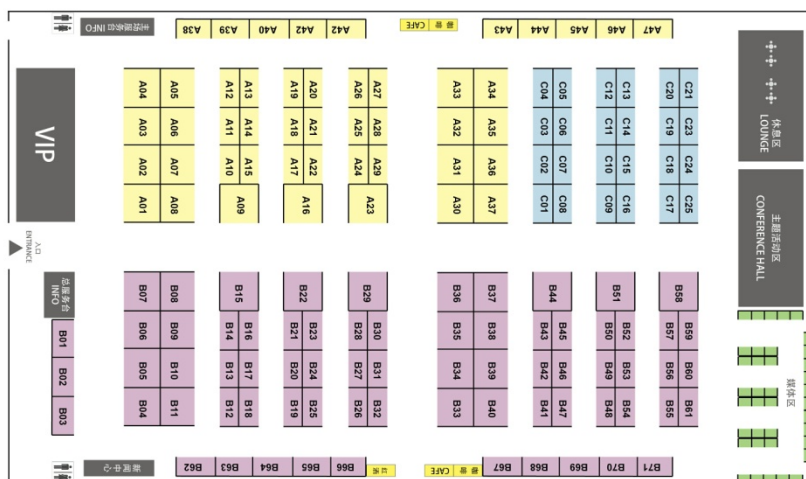 主场服务台 INFO
A38
A39
A40
A42
A42
咖啡 CAFE
A43
A44
A45
A46
A47
VIP
入口
ENTRANCE
总服务台
INFO
B01
B02
B03
A04
A03
A02
A01
A05
A06
A07
A08
A12
A11
A10
A13
A14
A15
A09
A19
A18
A17
A20
A21
A22
A16
A26
A25
A24
A27
A28
A29
A23
A33
A32
A31
A30
A34
A35
A36
A37
C04
C03
C02
C01
C05
C06
C07
C08
C12
C11
C10
C09
C13
C14
C15
C16
C20
C19
C18
C17
C21
C23
C24
C25
休息区
LOUNGE
主题活动区
CONFERENCE HALL
B07
B06
B05
B04
B08
B09
B10
B11
B15
B14
B13
B12
B16
B17
B18
B22
B21
B20
B19
B23
B24
B25
B29
B28
B27
B26
B30
B31
B32
B36
B35
B34
B33
B37
B38
B39
B40
B44
B43
B42
B41
B45
B46
B47
B51
B50
B49
B48
B52
B53
B54
B58
B57
B56
B55
B59
B60
B61
媒体区
新闻中心
B62
B63
B64
B65
B66
咖啡 CAFE
B67
B68
B69
B70
B71